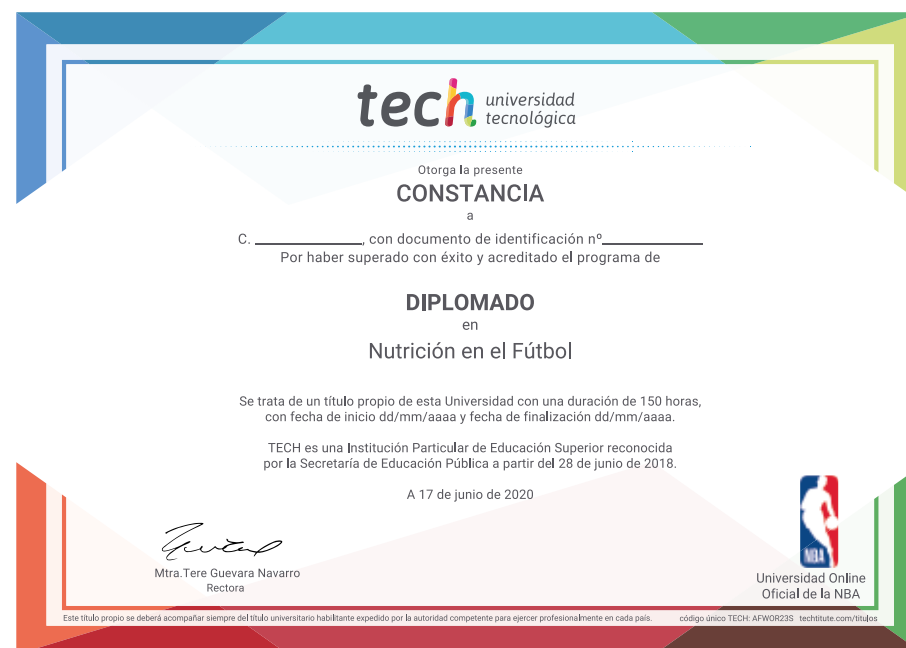 tech universidad
tecnológica
Otorga la presente
CONSTANCIA
a
C. ______________, con documento de identificación nº_____________
Por haber superado con éxito y acreditado el programa de
DIPLOMADO
en
Nutrición en el Fútbol
Se trata de un título propio de esta Universidad con una duración de 150 horas,
con fecha de inicio dd/mm/aaaa y fecha de finalización dd/mm/aaaa.
TECH es una Institución Particular de Educación Superior reconocida
por la Secretaría de Educación Pública a partir del 28 de junio de 2018.
A 17 de junio de 2020
Mtra.Tere Guevara Navarro
Rectora
NBA
Universidad Online
Oficial de la NBA
Este título propio se deberá acompañar siempre del título universitario habilitante expedido por la autoridad competente para ejercer profesionalmente en cada país.
código único TECH: AFWOR23S techtitute.com/titulos